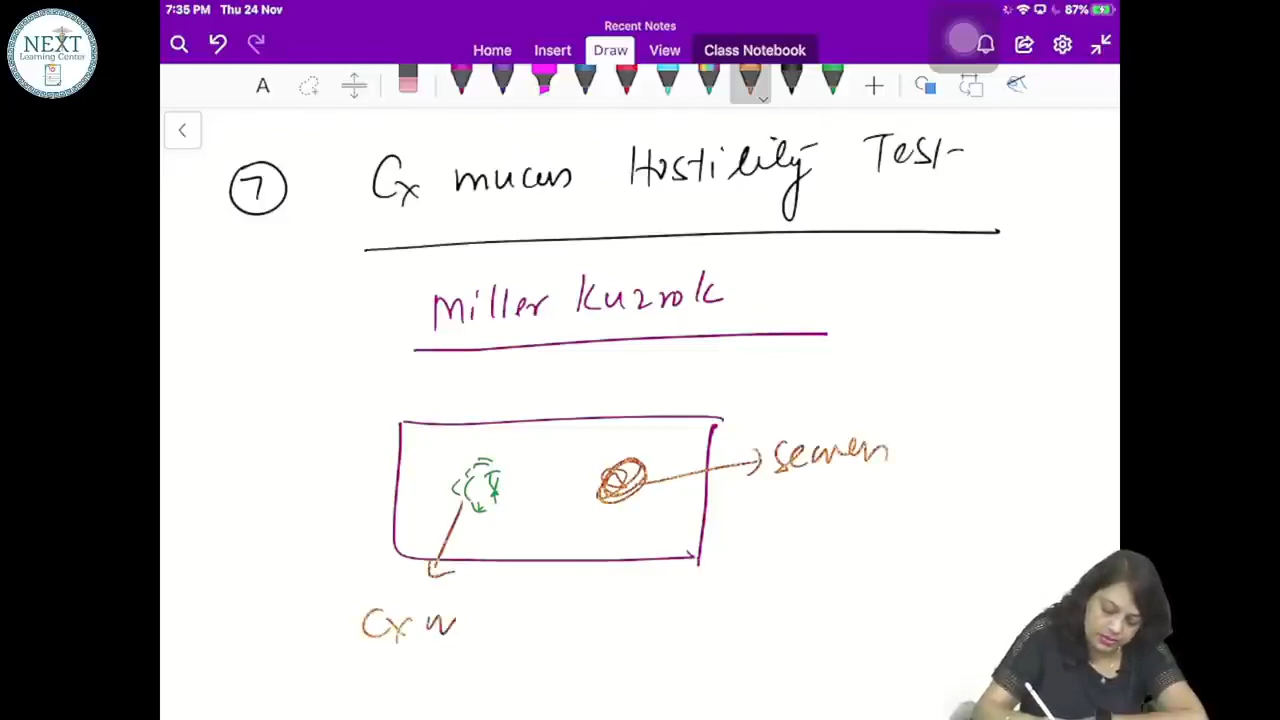 7:35 PM Thu 24 Nov
87%
Recent Notes
NEXT
Learning Center
Home Insert Draw View Class Notebook
A
7 Cx mucus Hostility Test
Miller Kuzrok
semen
Cx